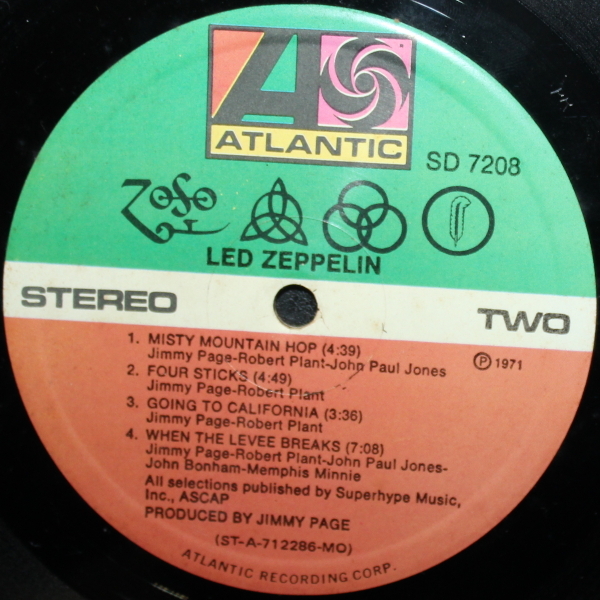 ATLANTIC
SD 7208
ZoSo
LED ZEPPELIN
STEREO
TWO
1. MISTY MOUNTAIN HOP (4:39)
Jimmy Page-Robert Plant-John Paul Jones
℗ 1971
2. FOUR STICKS (4:49)
Jimmy Page-Robert Plant
3. GOING TO CALIFORNIA (3:36)
Jimmy Page-Robert Plant
4. WHEN THE LEVEE BREAKS (7:08)
Jimmy Page-Robert Plant-John Paul Jones-
John Bonham-Memphis Minnie
All selections published by Superhype Music,
Inc., ASCAP
PRODUCED BY JIMMY PAGE
(ST-A-712286-MO)
ATLANTIC RECORDING CORP.